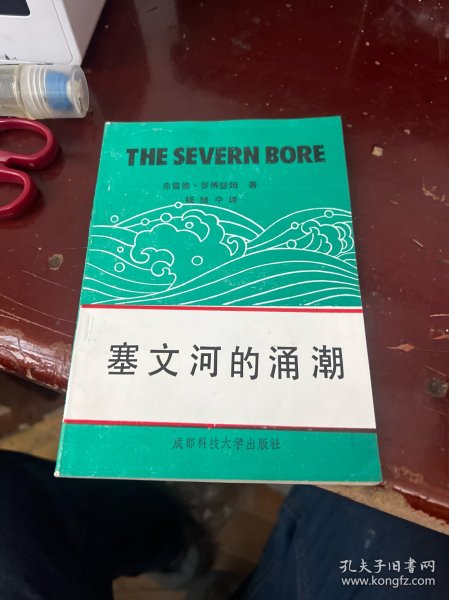 THE SEVERN BORE
弗雷德·罗博瑟姆 著
钱旭中译
塞文河的涌潮
成都科技大学出版社
孔夫子旧书网
www.kongfz.com